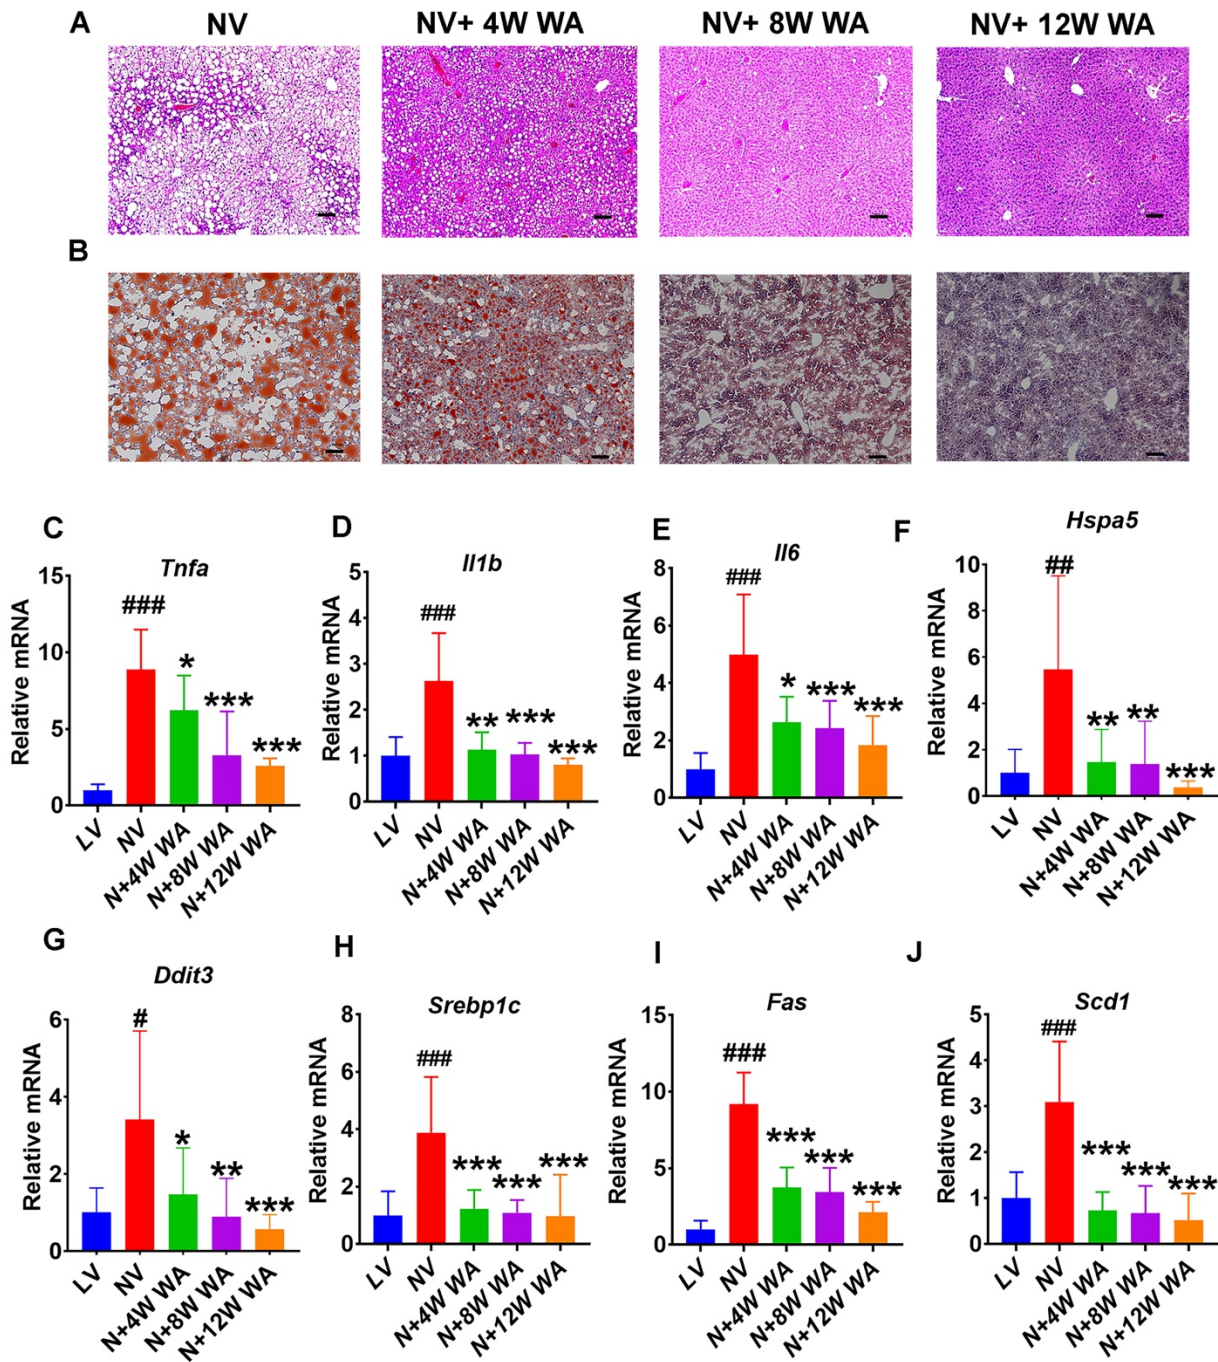 A
NV
NV+ 4W WA
NV+ 8W WA
NV+ 12W WA
B
C
Tnfa
Relative mRNA
15
10
5
0
###
*
***
***
LV
NV
N+4W WA
N+8W WA
N+12W WA
D
Il1b
Relative mRNA
5
4
3
2
1
0
###
**
***
***
LV
NV
N+4W WA
N+8W WA
N+12W WA
E
Il6
Relative mRNA
8
6
4
2
0
###
*
***
***
LV
NV
N+4W WA
N+8W WA
N+12W WA
F
Hspa5
Relative mRNA
10
8
6
4
2
0
##
**
**
***
LV
NV
N+4W WA
N+8W WA
N+12W WA
G
Ddit3
Relative mRNA
6
4
2
0
#
*
**
***
LV
NV
N+4W WA
N+8W WA
N+12W WA
H
Srebp1c
Relative mRNA
8
6
4
2
0
###
***
***
***
LV
NV
N+4W WA
N+8W WA
N+12W WA
I
Fas
Relative mRNA
15
10
5
0
###
***
***
***
LV
NV
N+4W WA
N+8W WA
N+12W WA
J
Scd1
Relative mRNA
5
4
3
2
1
0
###
***
***
***
LV
NV
N+4W WA
N+8W WA
N+12W WA